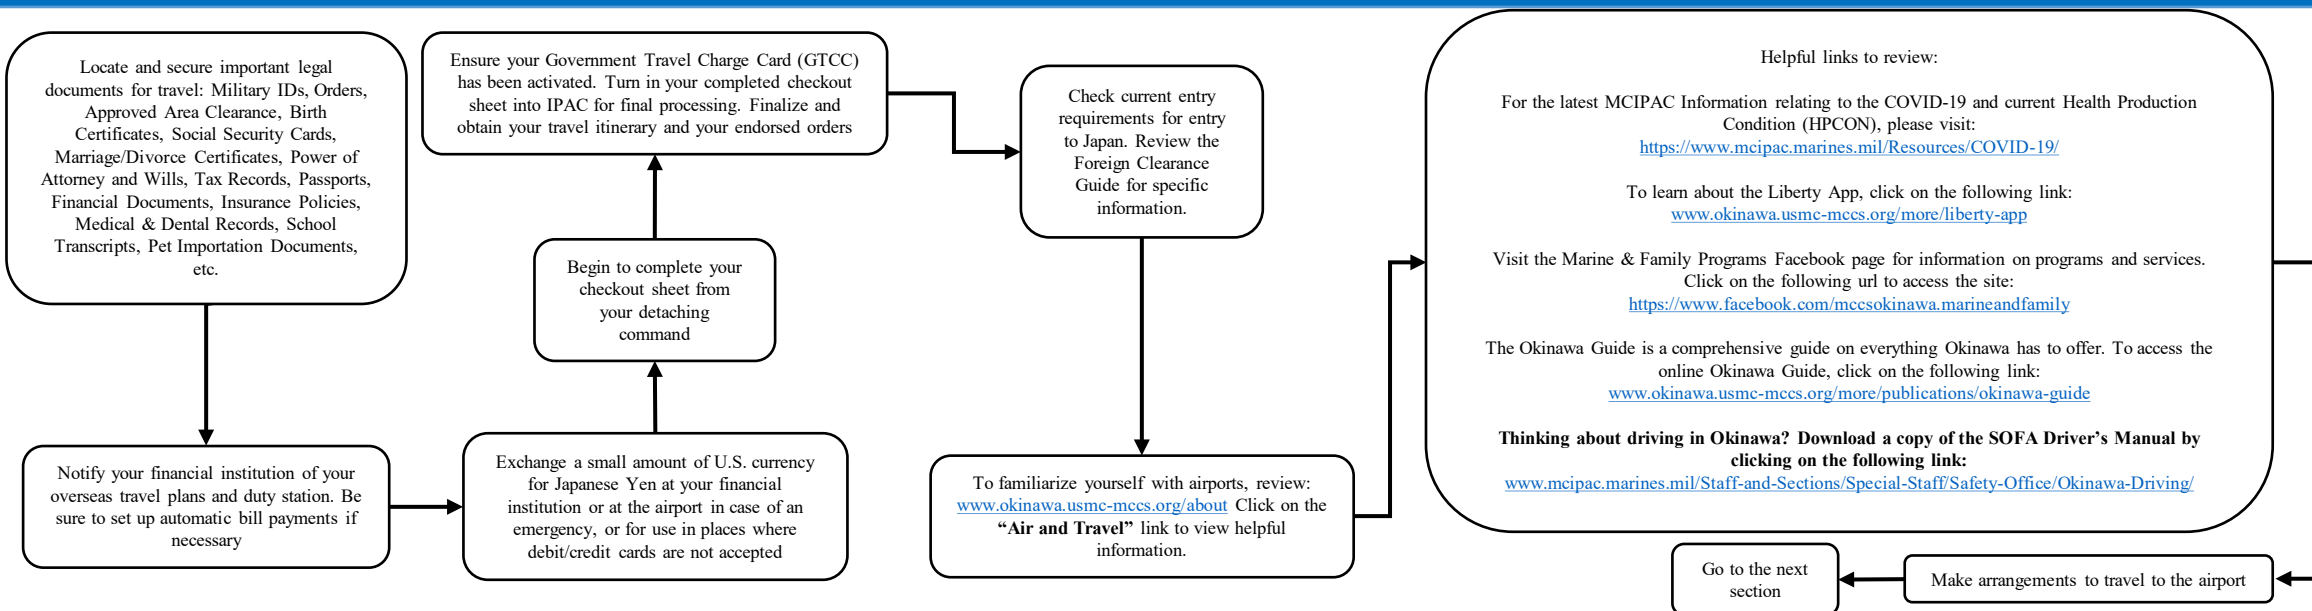 Locate and secure important legal
documents for travel: Military IDs, Orders,
Approved Area Clearance, Birth
Certificates, Social Security Cards,
Marriage/Divorce Certificates, Power of
Attorney and Wills, Tax Records, Passports,
Financial Documents, Insurance Policies,
Medical & Dental Records, School
Transcripts, Pet Importation Documents,
etc.
Notify your financial institution of your
overseas travel plans and duty station. Be
sure to set up automatic bill payments if
necessary
Exchange a small amount of U.S. currency
for Japanese Yen at your financial
institution or at the airport in case of an
emergency, or for use in places where
debit/credit cards are not accepted
Begin to complete your
checkout sheet from
your detaching
command
Ensure your Government Travel Charge Card (GTCC)
has been activated. Turn in your completed checkout
sheet into IPAC for final processing. Finalize and
obtain your travel itinerary and your endorsed orders
Check current entry
requirements for entry
to Japan. Review the
Foreign Clearance
Guide for specific
information.
To familiarize yourself with airports, review:
www.okinawa.usmc-mccs.org/about Click on the
“Air and Travel” link to view helpful
information.
Helpful links to review:
For the latest MCIPAC Information relating to the COVID-19 and current Health Production
Condition (HPCON), please visit:
https://www.mcipac.marines.mil/Resources/COVID-19/
To learn about the Liberty App, click on the following link:
www.okinawa.usmc-mccs.org/more/liberty-app
Visit the Marine & Family Programs Facebook page for information on programs and services.
Click on the following url to access the site:
https://www.facebook.com/mccsokinawa.marineandfamily
The Okinawa Guide is a comprehensive guide on everything Okinawa has to offer. To access the
online Okinawa Guide, click on the following link:
www.okinawa.usmc-mccs.org/more/publications/okinawa-guide
Thinking about driving in Okinawa? Download a copy of the SOFA Driver’s Manual by
clicking on the following link:
www.mcipac.marines.mil/Staff-and-Sections/Special-Staff/Safety-Office/Okinawa-Driving/
Make arrangements to travel to the airport
Go to the next
section